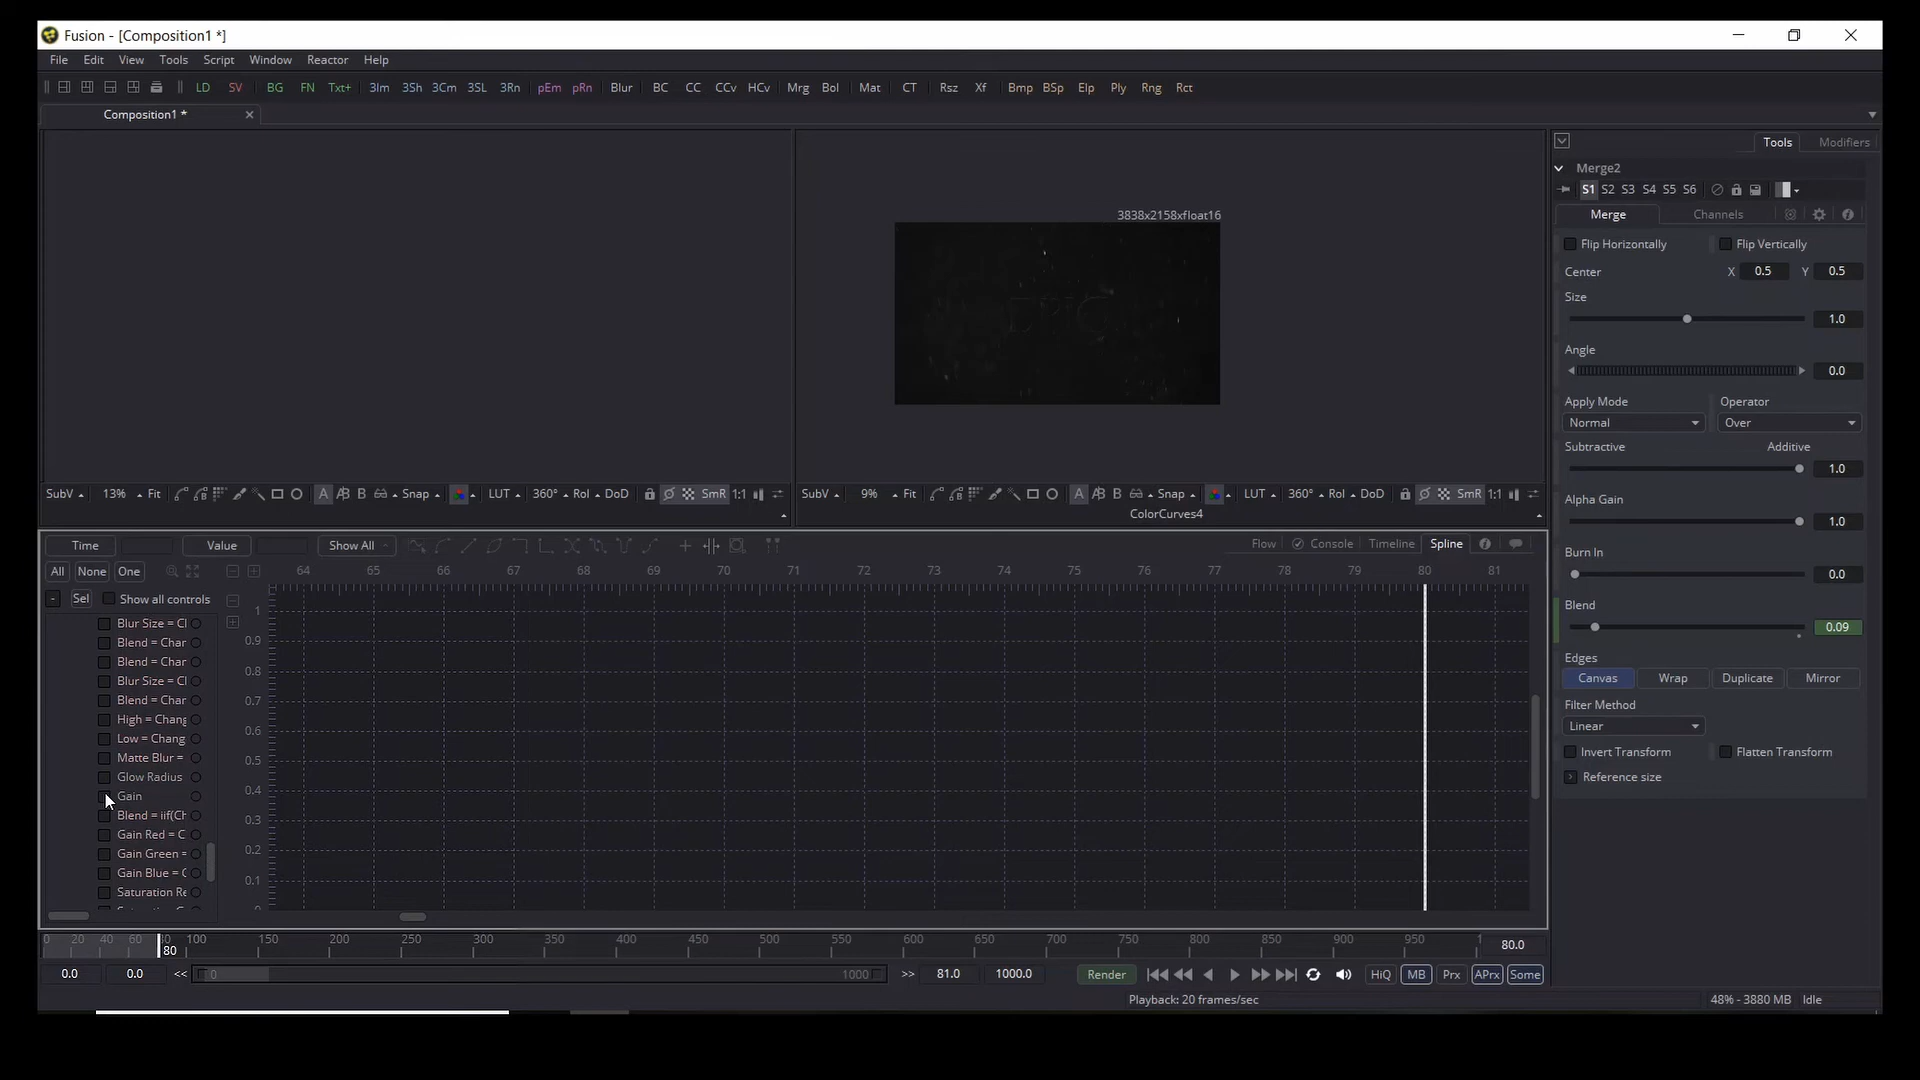 Fusion - [Composition1 *]
File Edit View Tools Script Window Reactor Help
LD SV BG FN Txt+ 3Im 3Sh 3Cm 3SL 3Rn pEm pRn Blur BC CC CCv HCv Mrg Bol Mat CT Rsz Xf Bmp BSp Elp Ply Rng Rct
Composition1 *
3838x2158xfloat16
SubV 13% Fit A B Snap LUT 360° RoI DoD SmR 1:1
SubV 9% Fit A B Snap LUT 360° RoI DoD SmR 1:1
ColorCurves4
Tools Modifiers
Merge2
S1 S2 S3 S4 S5 S6
Merge Channels
Flip Horizontally Flip Vertically
Center X 0.5 Y 0.5
Size
1.0
Angle
0.0
Apply Mode Operator
Normal Over
Subtractive Additive
1.0
Alpha Gain
1.0
Burn In
0.0
Blend
0.09
Edges
Canvas Wrap Duplicate Mirror
Filter Method
Linear
Invert Transform Flatten Transform
Reference size
Time Value Show All Flow Console Timeline Spline
All None One
64 65 66 67 68 69 70 71 72 73 74 75 76 77 78 79 80 81
- Sel Show all controls
Blur Size = Cl
Blend = Char
Blend = Char
Blur Size = Cl
Blend = Char
High = Chang
Low = Chang
Matte Blur =
Glow Radius
Gain
Blend = iif(Ch
Gain Red = C
Gain Green =
Gain Blue = C
Saturation Re
1
0.9
0.8
0.7
0.6
0.5
0.4
0.3
0.2
0.1
0
0 20 40 60 80 100 150 200 250 300 350 400 450 500 550 600 650 700 750 800 850 900 950 1 80.0
80
0.0 0.0 << 0 1000 >> 81.0 1000.0 Render HiQ MB Prx APrx Some
Playback: 20 frames/sec 48% - 3880 MB Idle